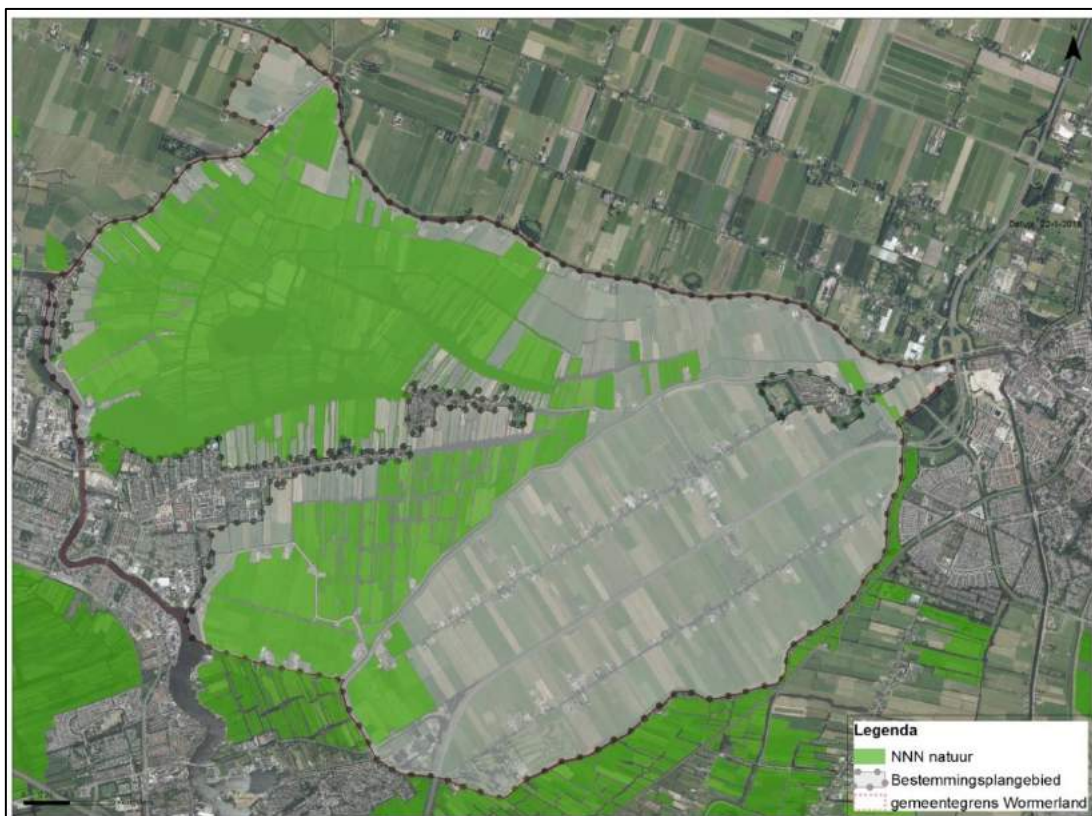 Legenda
NNN natuur
Bestemmingsplangebied
gemeentegrens Wormerland